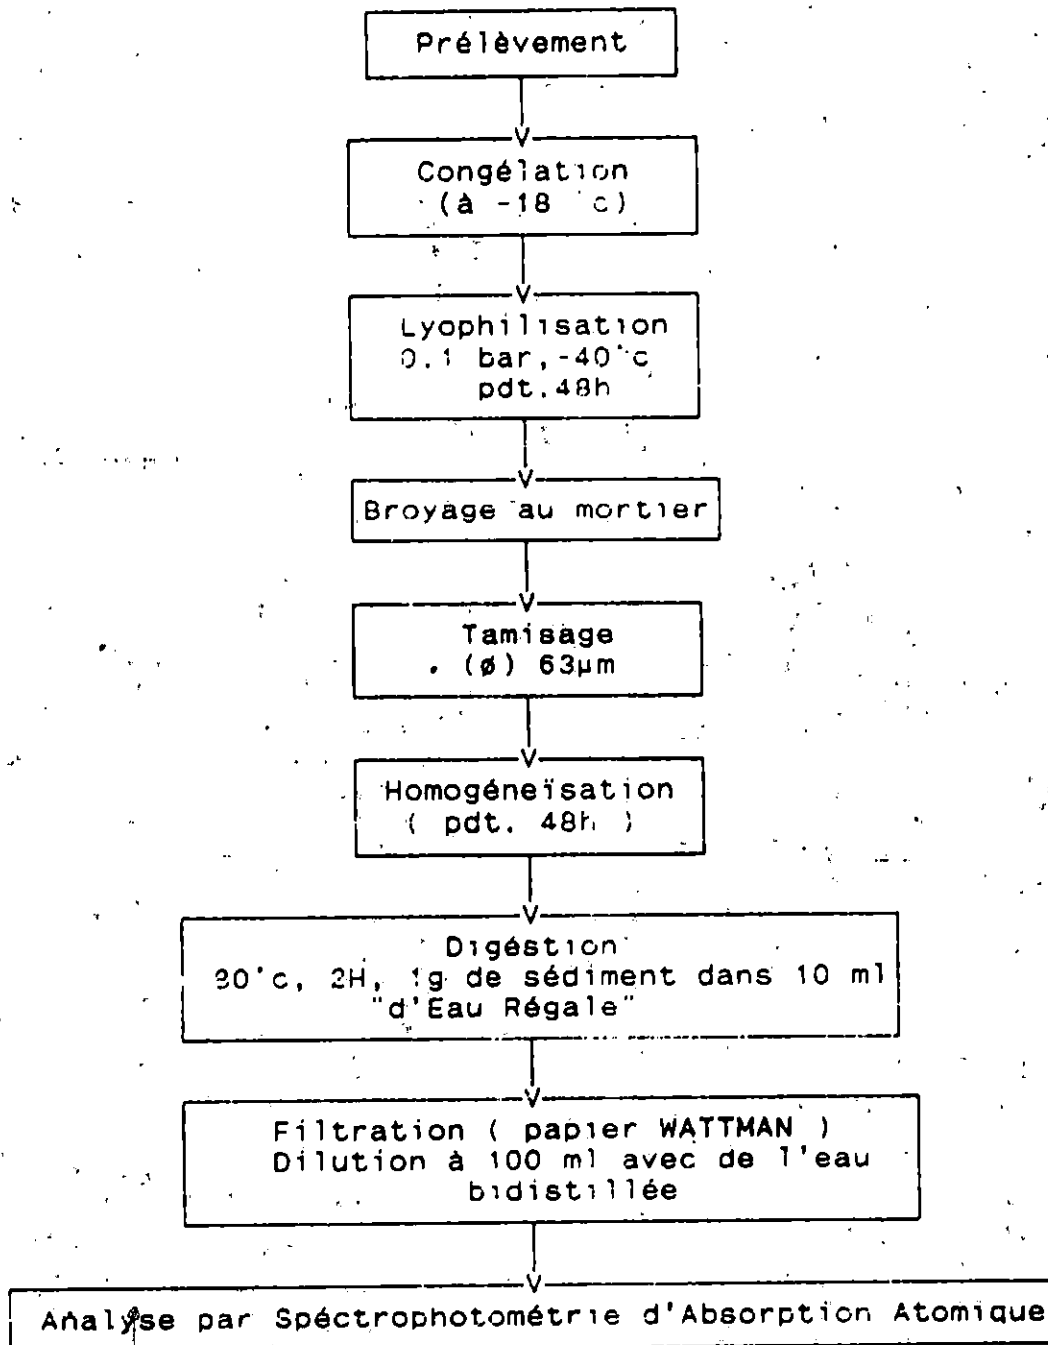 Prélèvement
Congélation
(à -18 °c)
Lyophilisation
0.1 bar, -40°c
pdt. 48h
Broyage au mortier
Tamisage
(ø) 63µm
Homogéneïsation
( pdt. 48h )
Digéstion
2H, 1g de sédiment dans 10 ml
"d'Eau Régale"
Filtration ( papier WATTMAN )
Dilution à 100 ml avec de l'eau
bidistillée
Analyse par Spéctrophotométrie d'Absorption Atomique